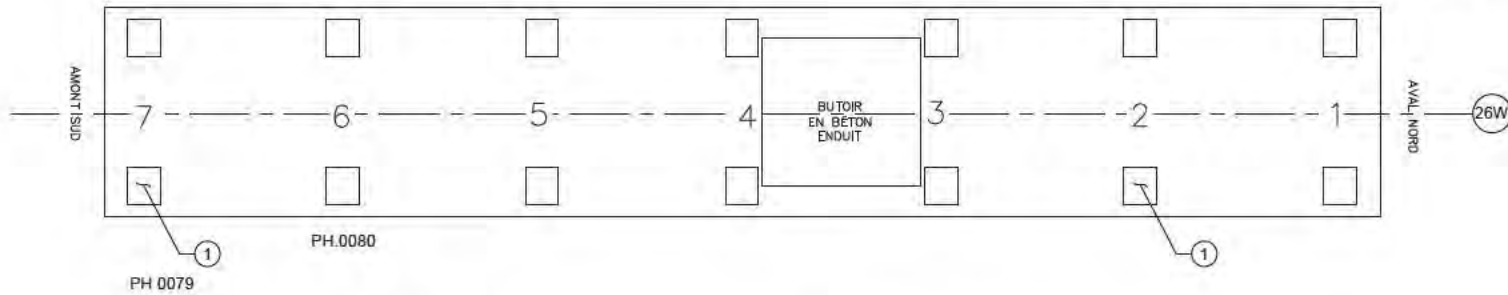 AMONT SUD
7
6
5
4
BUTOIR
EN BÉTON
ENDUIT
3
2
1
AVAL NORD
26W
1
1
PH.0080
PH 0079